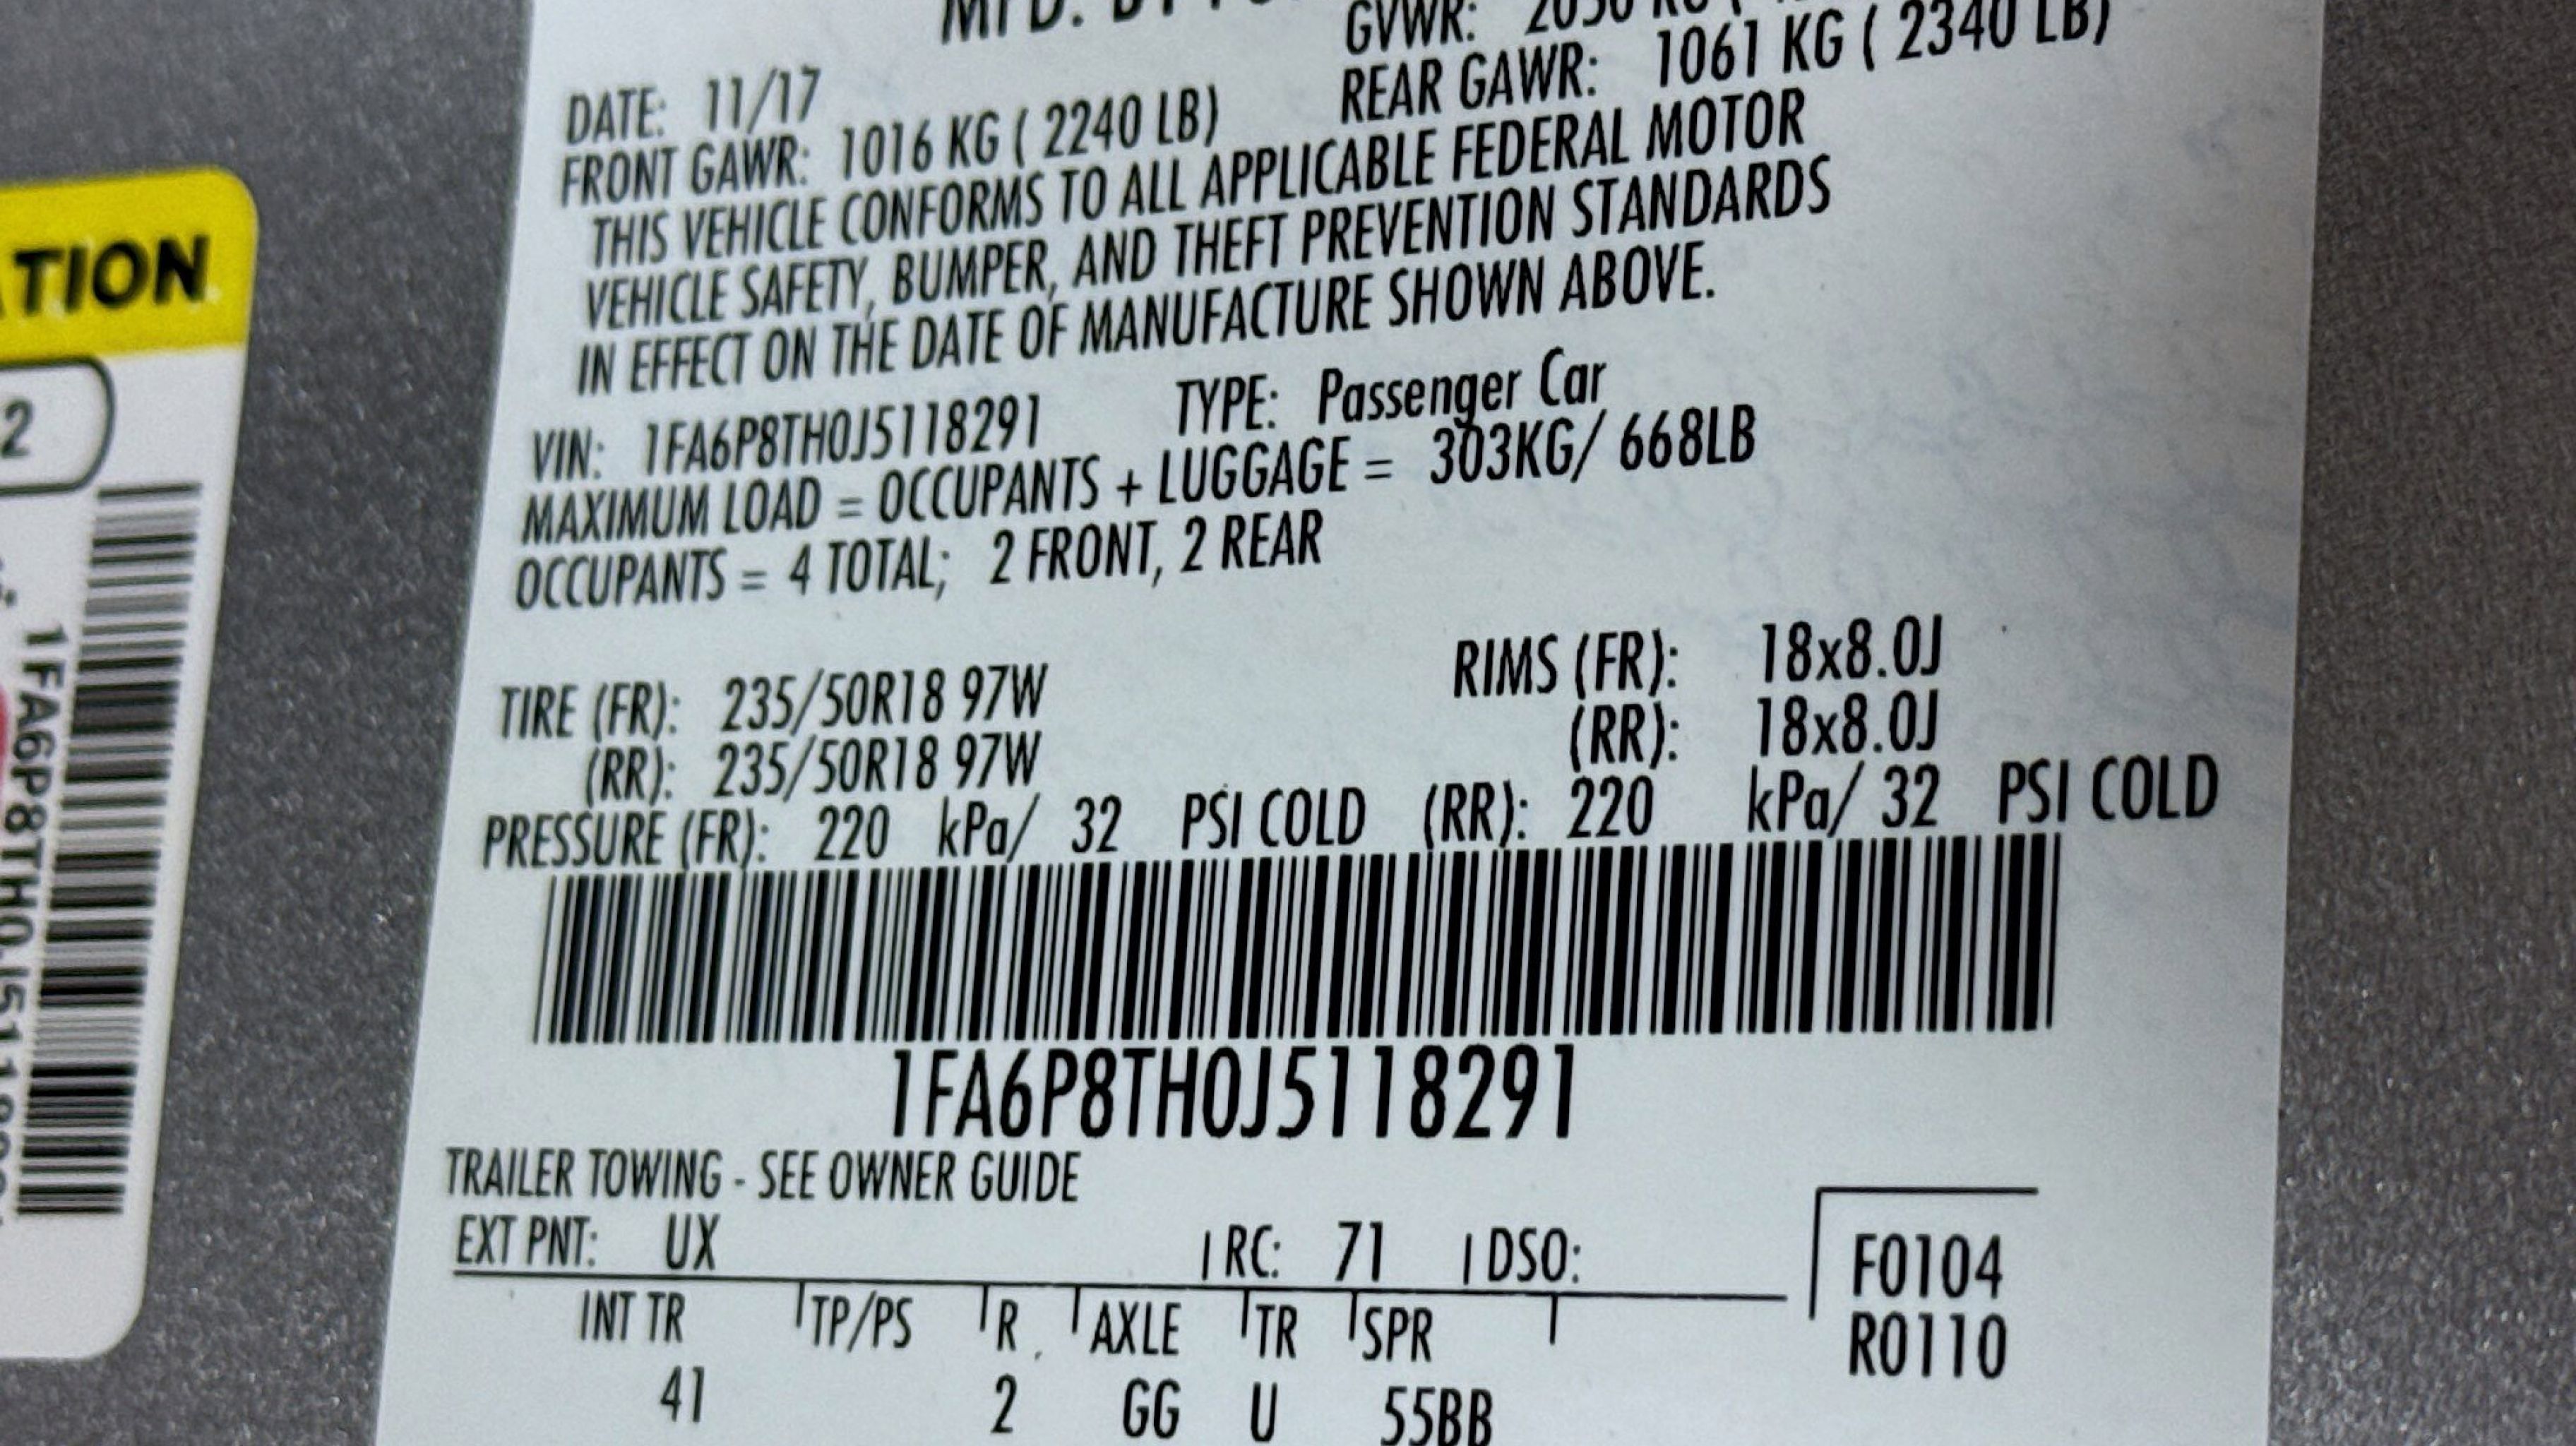 DATE: 11/17
FRONT GAWR: 1016 KG ( 2240 LB) REAR GAWR: 1061 KG ( 2340 LB)
THIS VEHICLE CONFORMS TO ALL APPLICABLE FEDERAL MOTOR
VEHICLE SAFETY, BUMPER, AND THEFT PREVENTION STANDARDS
IN EFFECT ON THE DATE OF MANUFACTURE SHOWN ABOVE.
VIN: 1FA6P8TH0J5118291 TYPE: Passenger Car
MAXIMUM LOAD = OCCUPANTS + LUGGAGE = 303KG/ 668LB
OCCUPANTS = 4 TOTAL; 2 FRONT, 2 REAR
TIRE (FR): 235/50R18 97W RIMS (FR): 18x8.0J
(RR): 235/50R18 97W (RR): 18x8.0J
PRESSURE (FR): 220 kPa/ 32 PSI COLD (RR): 220 kPa/ 32 PSI COLD
1FA6P8TH0J5118291
TRAILER TOWING - SEE OWNER GUIDE
EXT PNT: UX RC: 71 DSO:
INT TR TP/PS R AXLE TR SPR
41 2 GG U 55BB
F0104
R0110
TION
2